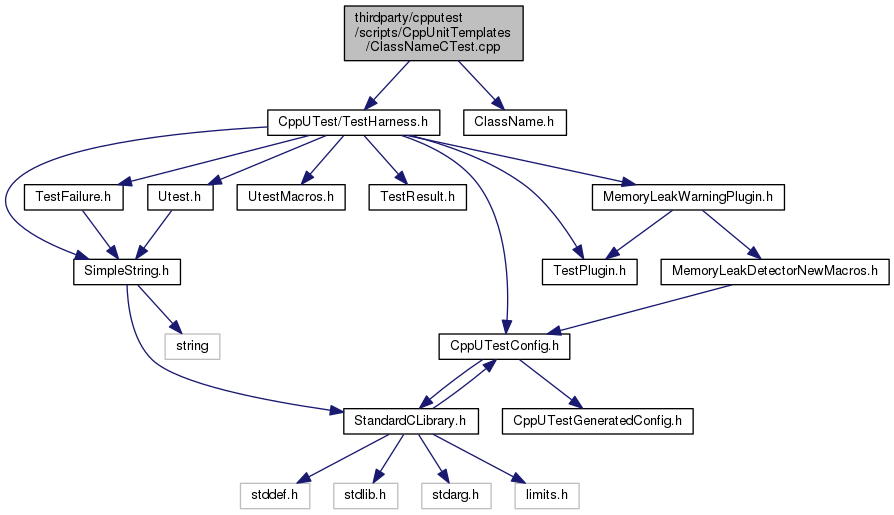 thirdparty/cpputest
/scripts/CppUnitTemplates
/ClassNameCTest.cpp
CppUTest/TestHarness.h
ClassName.h
TestFailure.h
Utest.h
UtestMacros.h
TestResult.h
MemoryLeakWarningPlugin.h
SimpleString.h
TestPlugin.h
MemoryLeakDetectorNewMacros.h
string
CppUTestConfig.h
StandardCLibrary.h
CppUTestGeneratedConfig.h
stddef.h
stdlib.h
stdarg.h
limits.h